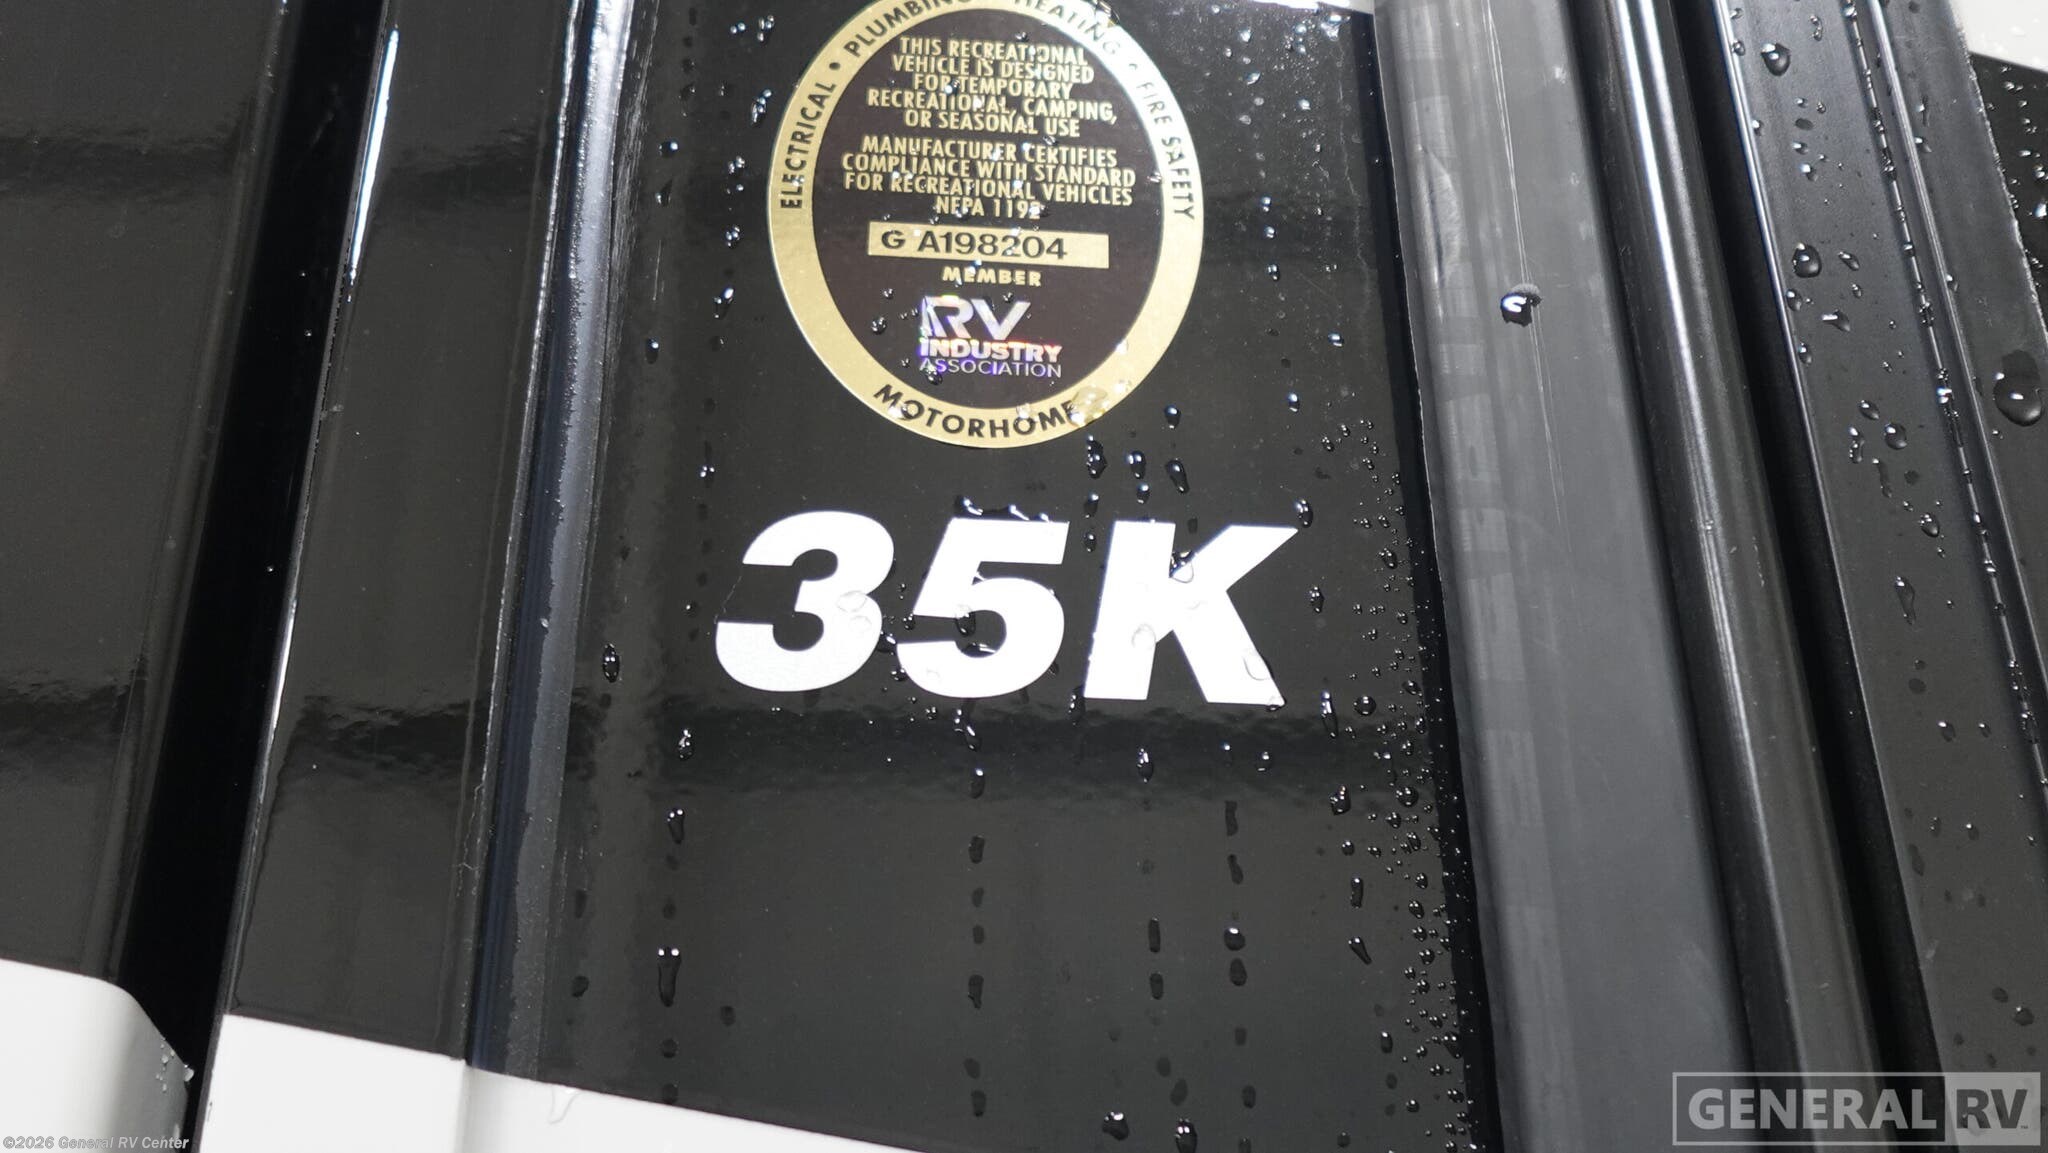 ELECTRICAL • PLUMBING • HEATING • FIRE SAFETY
THIS RECREATIONAL
VEHICLE IS DESIGNED
FOR TEMPORARY
RECREATIONAL, CAMPING,
OR SEASONAL USE
MANUFACTURER CERTIFIES
COMPLIANCE WITH STANDARD
FOR RECREATIONAL VEHICLES
NFPA 1192
G A198204
MEMBER
RV
INDUSTRY
ASSOCIATION
MOTORHOME
35K
GENERAL RV
©2026 General RV Center